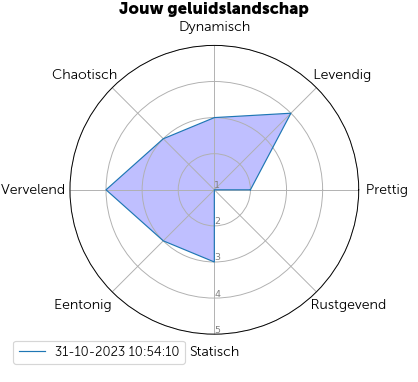 Jouw geluidslandschap
Dynamisch
Chaotisch
Levendig
Vervelend
1
Prettig
2
3
4
Eentonig
Rustgevend
5
31-10-2023 10:54:10
Statisch